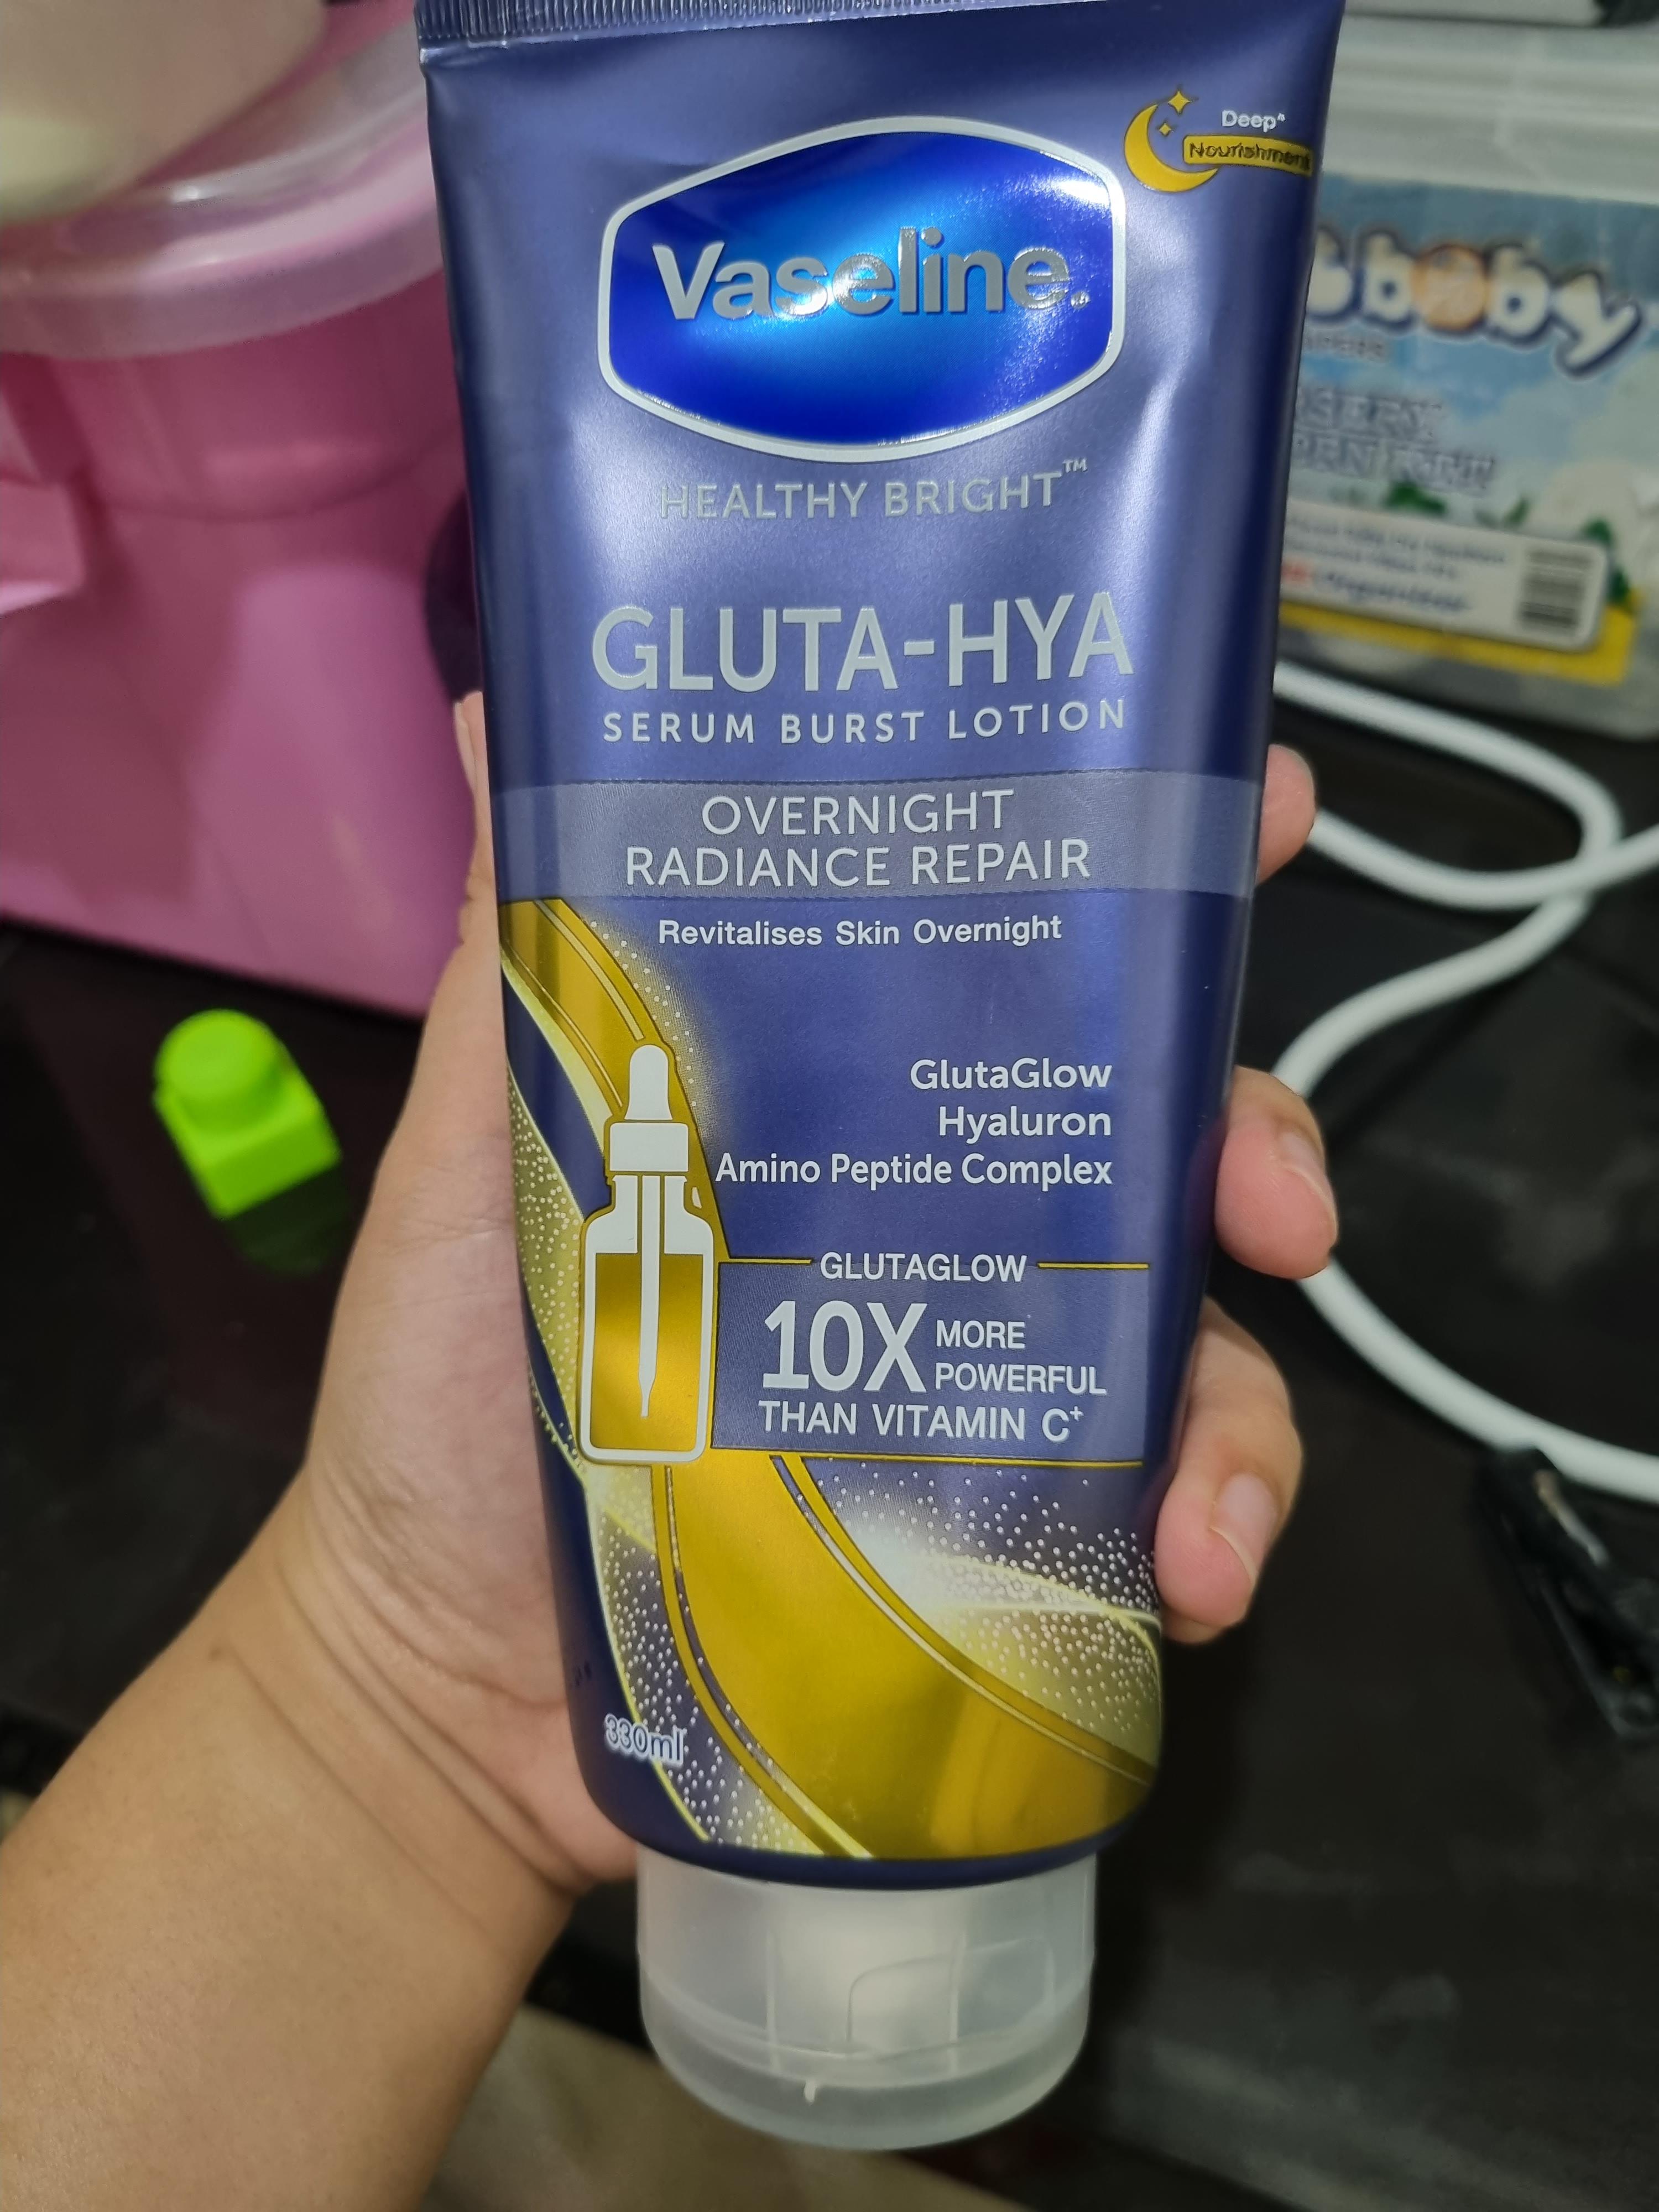 Deep^
Nourishment
Vaseline.
HEALTHY BRIGHT™
GLUTA-HYA
SERUM BURST LOTION
OVERNIGHT
RADIANCE REPAIR
Revitalises Skin Overnight
GlutaGlow
Hyaluron
Amino Peptide Complex
GLUTAGLOW
10X MORE
POWERFUL
THAN VITAMIN C+
330ml
baby